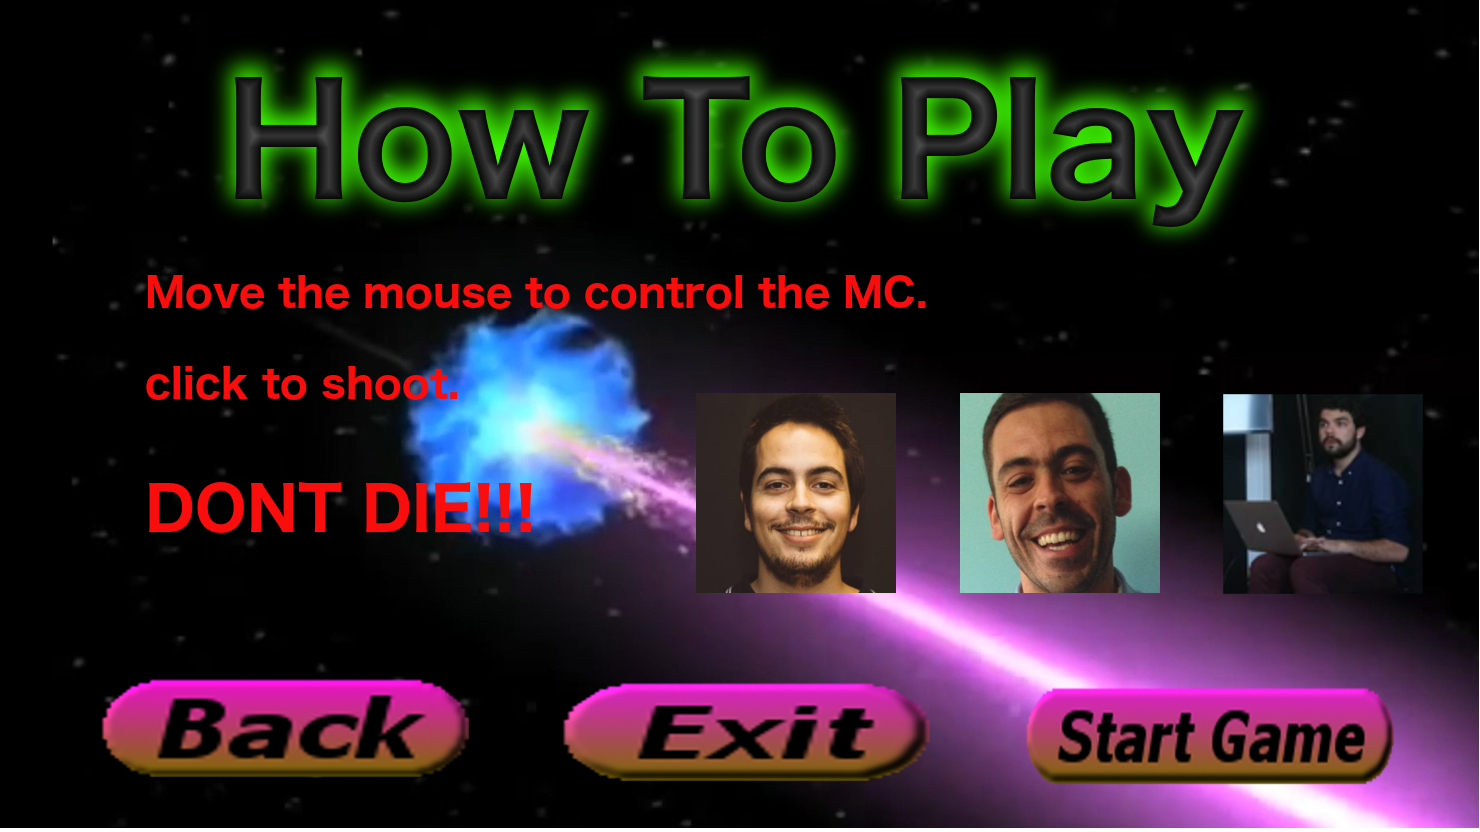 How To Play
Move the mouse to control the MC.
click to shoot.
DONT DIE!!!
Back
Exit
Start Game